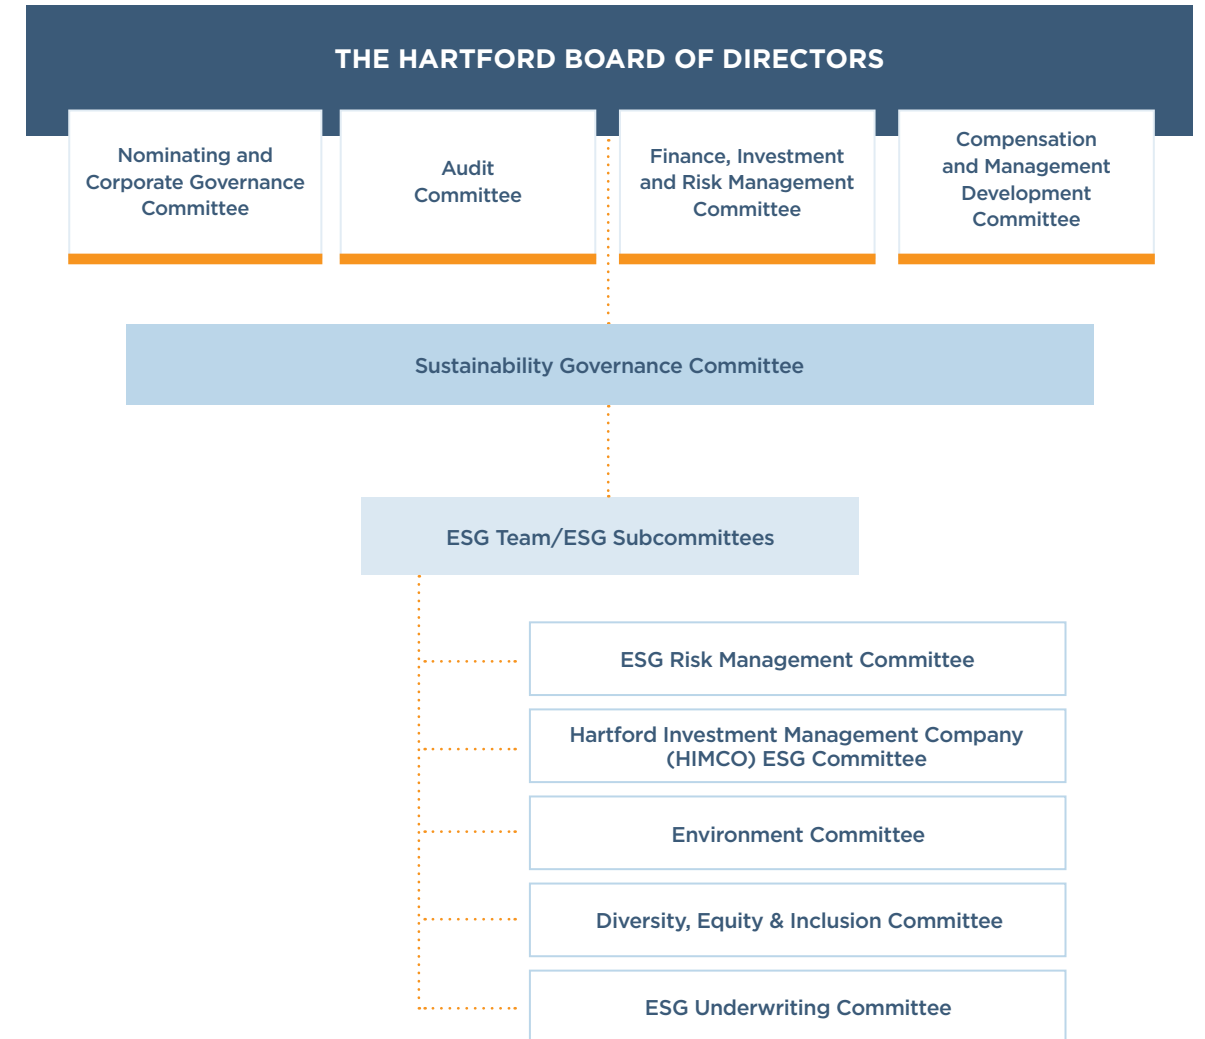 THE HARTFORD BOARD OF DIRECTORS
Nominating and
Corporate Governance
Committee
Audit
Committee
Finance, Investment
and Risk Management
Committee
Compensation
and Management
Development
Committee
Sustainability Governance Committee
ESG Team/ESG Subcommittees
ESG Risk Management Committee
Hartford Investment Management Company
(HIMCO) ESG Committee
Environment Committee
Diversity, Equity & Inclusion Committee
ESG Underwriting Committee